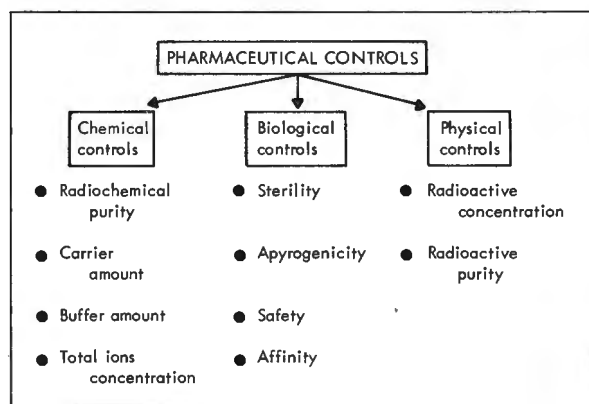 PHARMACEUTICAL CONTROLS
Chemical
controls
Biological
controls
Physical
controls
● Radiochemical
purity
● Carrier
amount
● Buffer amount
● Total ions
concentration
● Sterility
● Apyrogenicity
● Safety
● Affinity
● Radioactive
concentration
● Radioactive
purity